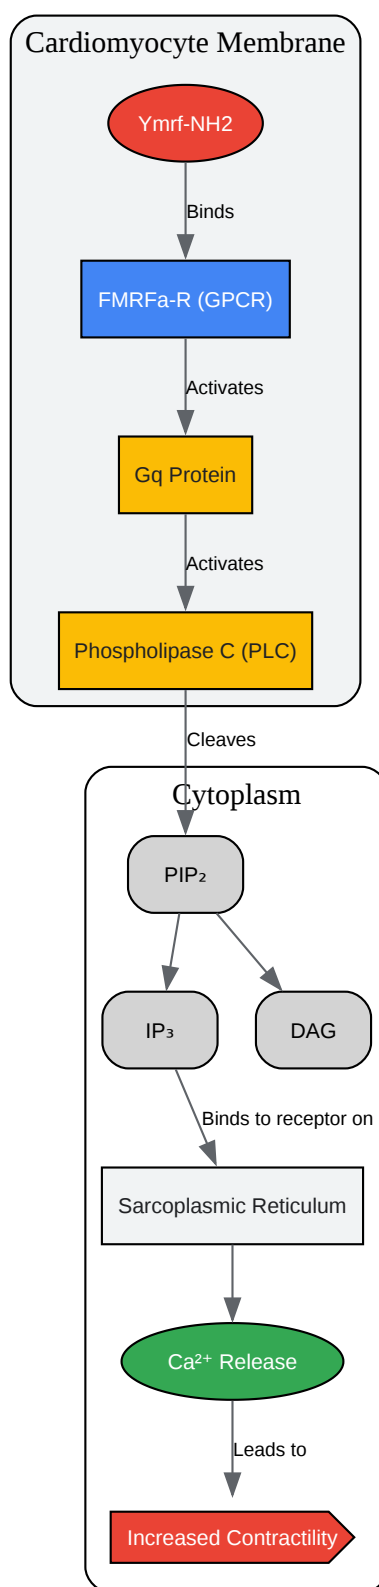 Cardiomyocyte Membrane
Ymrf-NH2
Binds
FMRFa-R (GPCR)
Activates
Gq Protein
Activates
Phospholipase C (PLC)
Cleaves
Cytoplasm
PIP₂
IP₃
DAG
Binds to receptor on
Sarcoplasmic Reticulum
Ca²⁺ Release
Leads to
Increased Contractility